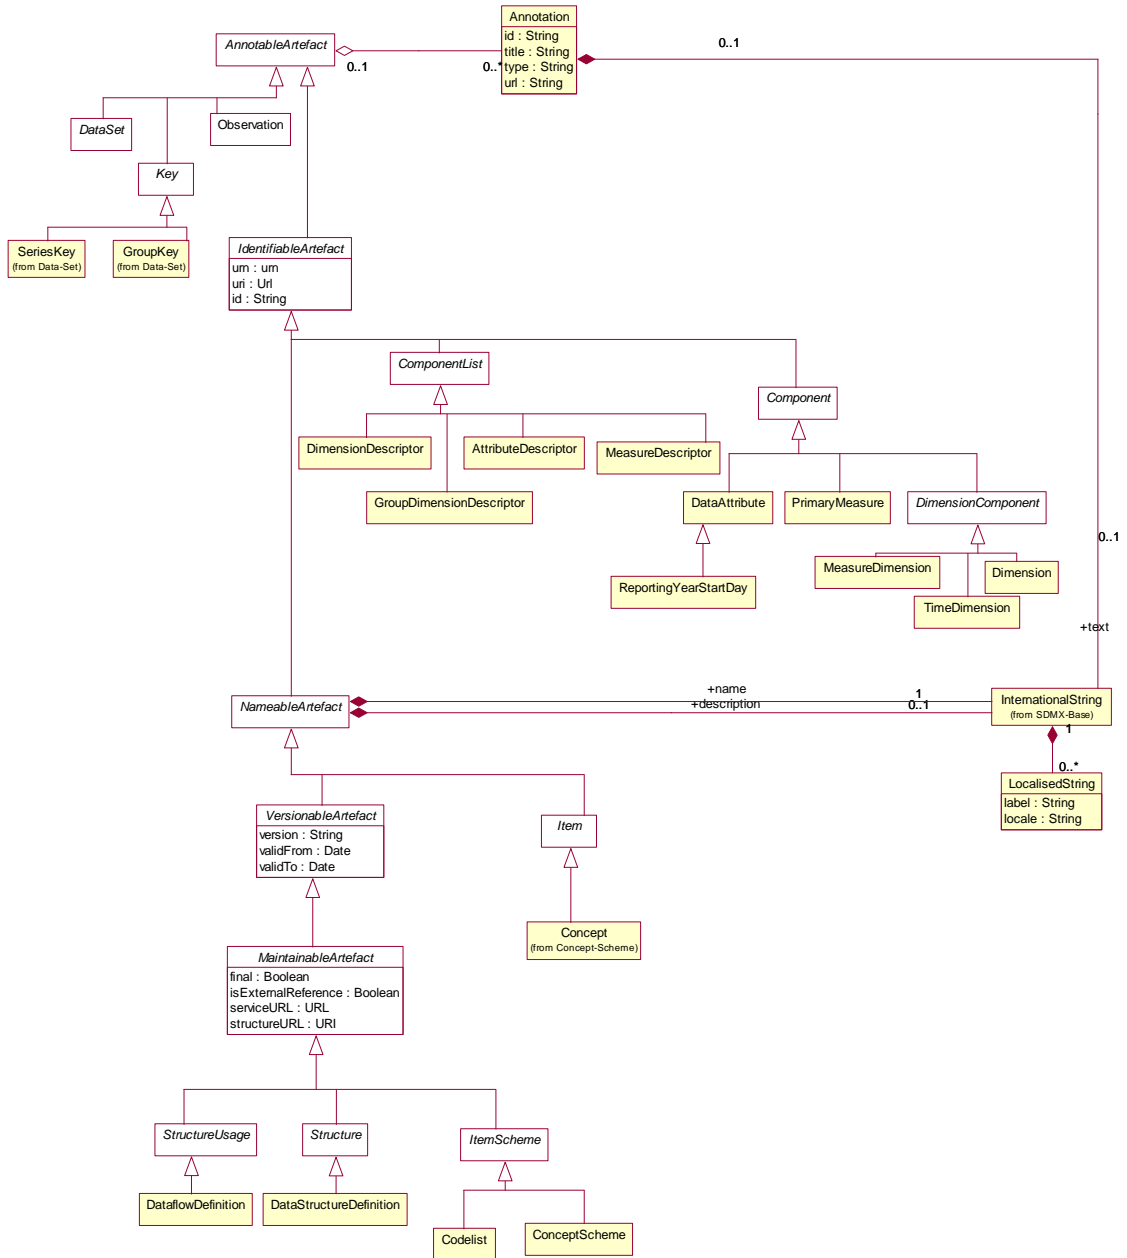 Annotation
id : String
title : String
type : String
url : String
0..1
AnnotableArtefact
0..1
0..*
DataSet
Observation
Key
SeriesKey
(from Data-Set)
GroupKey
(from Data-Set)
IdentifiableArtefact
urn : urn
uri : Url
id : String
ComponentList
Component
DimensionDescriptor
AttributeDescriptor
MeasureDescriptor
GroupDimensionDescriptor
DataAttribute
PrimaryMeasure
DimensionComponent
0..1
MeasureDimension
Dimension
ReportingYearStartDay
TimeDimension
+text
NameableArtefact
+name
1
+description
0..1
InternationalString
(from SDMX-Base)
1
0..*
LocalisedString
label : String
locale : String
VersionableArtefact
version : String
validFrom : Date
validTo : Date
Item
Concept
(from Concept-Scheme)
MaintainableArtefact
final : Boolean
isExternalReference : Boolean
serviceURL : URL
structureURL : URI
StructureUsage
Structure
ItemScheme
DataflowDefinition
DataStructureDefinition
Codelist
ConceptScheme